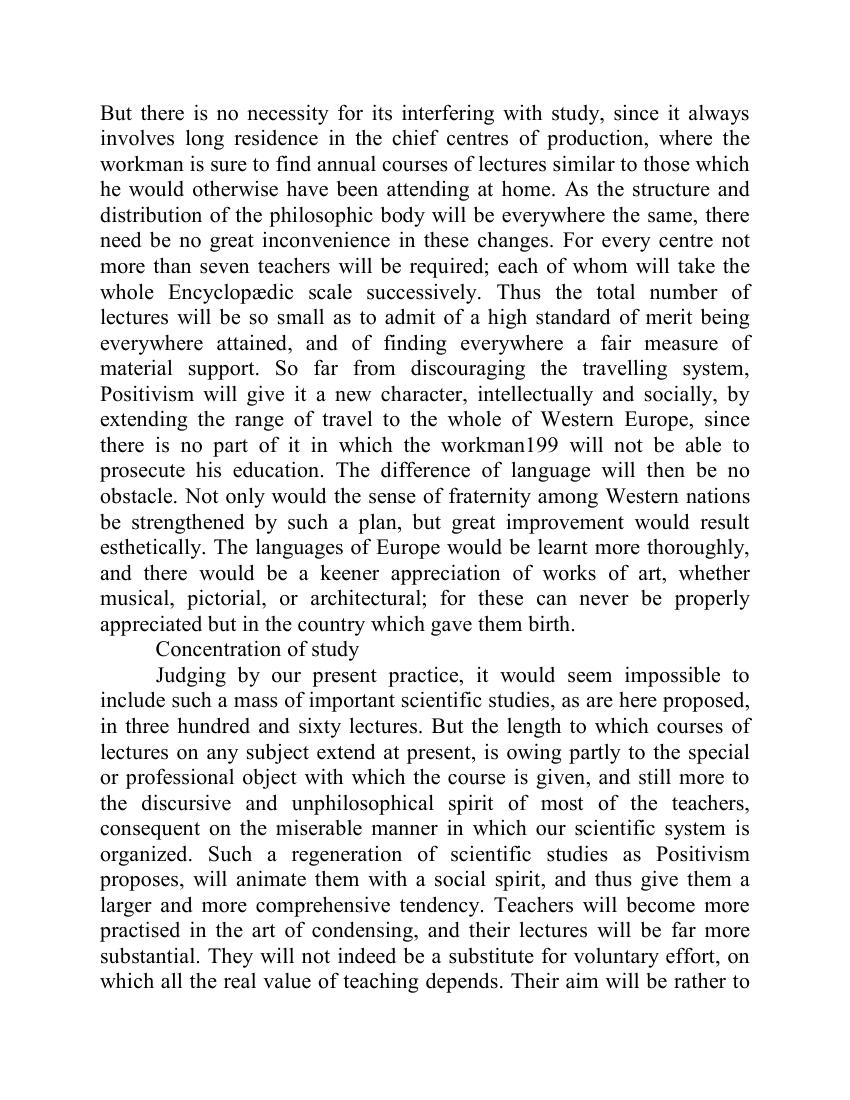 But there is no necessity for its interfering with study, since it always
involves long residence in the chief centres of production, where the
workman is sure to find annual courses of lectures similar to those which
he would otherwise have been attending at home. As the structure and
distribution of the philosophic body will be everywhere the same, there
need be no great inconvenience in these changes. For every centre not
more than seven teachers will be required; each of whom will take the
whole Encyclopædic scale successively. Thus the total number of
lectures will be so small as to admit of a high standard of merit being
everywhere attained, and of finding everywhere a fair measure of
material support. So far from discouraging the travelling system,
Positivism will give it a new character, intellectually and socially, by
extending the range of travel to the whole of Western Europe, since
there is no part of it in which the workman199 will not be able to
prosecute his education. The difference of language will then be no
obstacle. Not only would the sense of fraternity among Western nations
be strengthened by such a plan, but great improvement would result
esthetically. The languages of Europe would be learnt more thoroughly,
and there would be a keener appreciation of works of art, whether
musical, pictorial, or architectural; for these can never be properly
appreciated but in the country which gave them birth.
Concentration of study
Judging by our present practice, it would seem impossible to
include such a mass of important scientific studies, as are here proposed,
in three hundred and sixty lectures. But the length to which courses of
lectures on any subject extend at present, is owing partly to the special
or professional object with which the course is given, and still more to
the discursive and unphilosophical spirit of most of the teachers,
consequent on the miserable manner in which our scientific system is
organized. Such a regeneration of scientific studies as Positivism
proposes, will animate them with a social spirit, and thus give them a
larger and more comprehensive tendency. Teachers will become more
practised in the art of condensing, and their lectures will be far more
substantial. They will not indeed be a substitute for voluntary effort, on
which all the real value of teaching depends. Their aim will be rather to